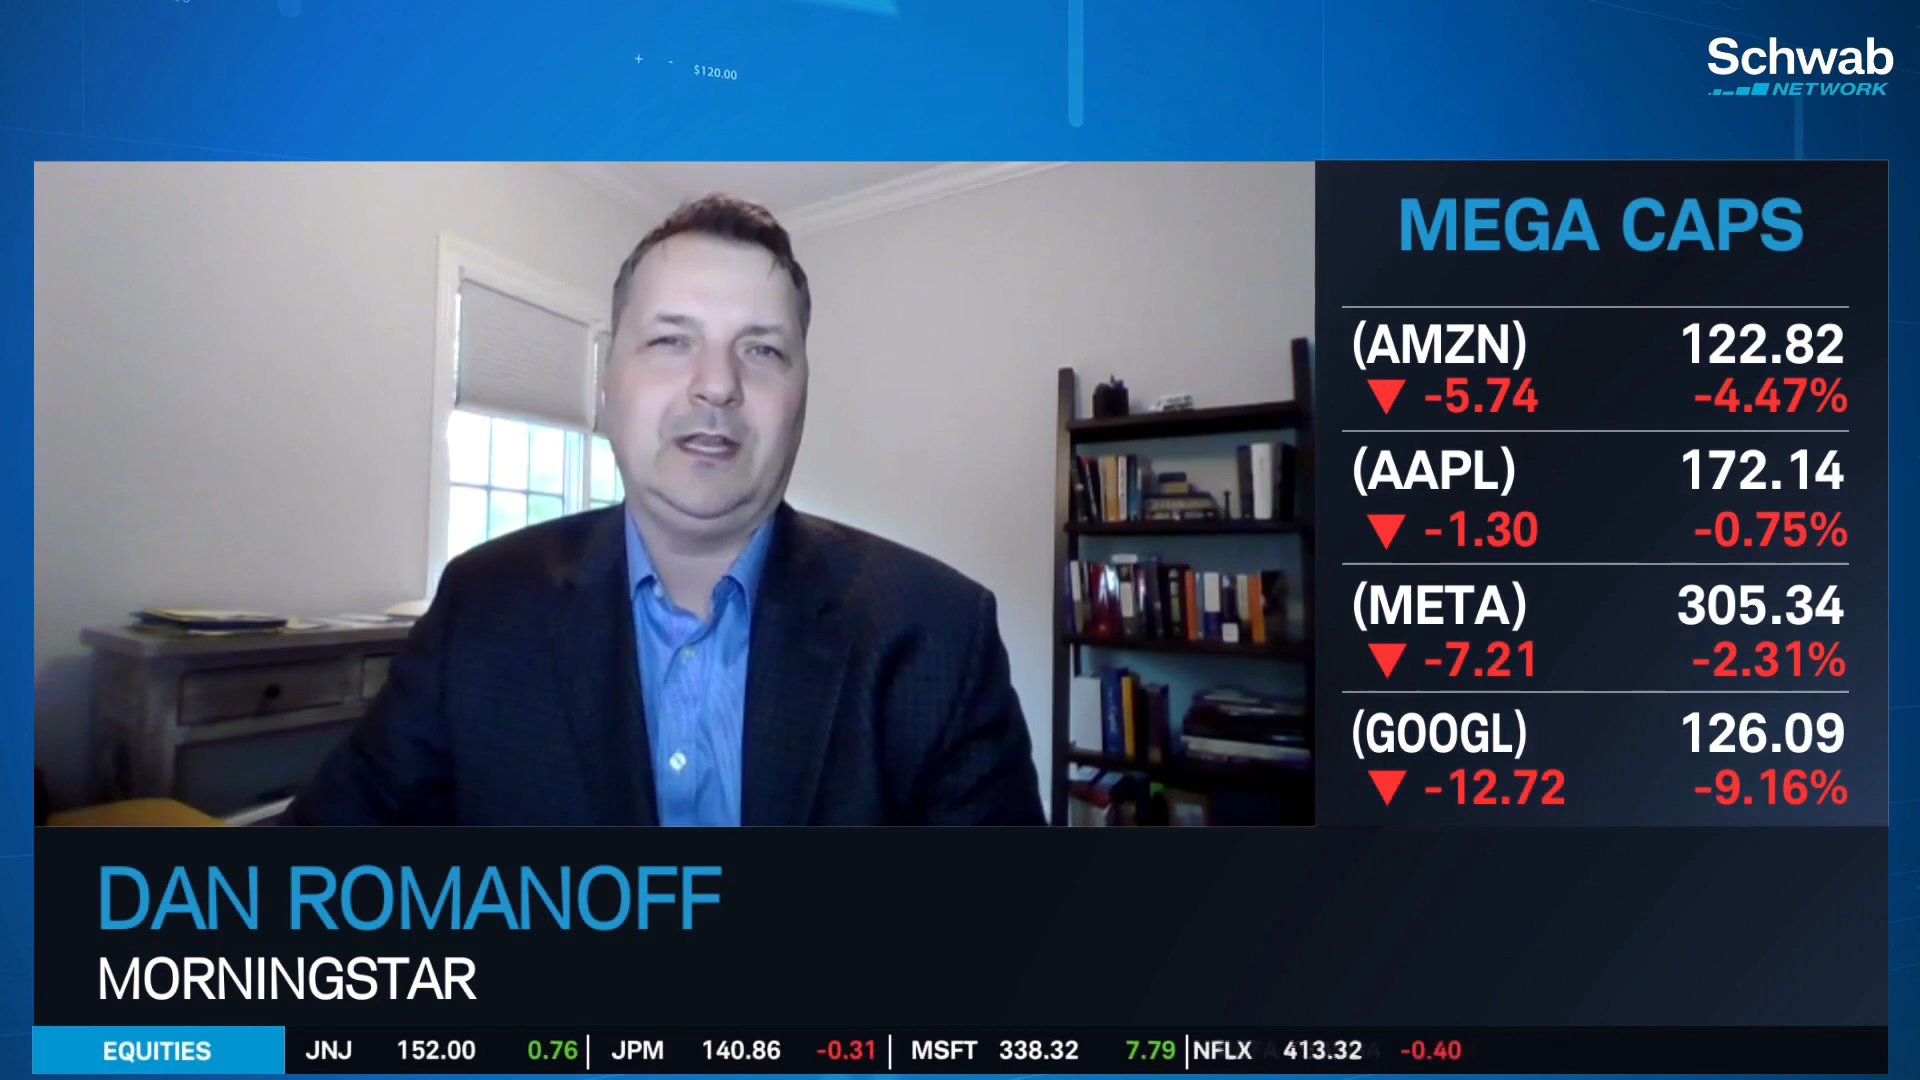 + - $120.00
Schwab
NETWORK
MEGA CAPS
(AMZN) 122.82
▼ -5.74 -4.47%
(AAPL) 172.14
▼ -1.30 -0.75%
(META) 305.34
▼ -7.21 -2.31%
(GOOGL) 126.09
▼ -12.72 -9.16%
DAN ROMANOFF
MORNINGSTAR
EQUITIES JNJ 152.00 0.76 | JPM 140.86 -0.31 | MSFT 338.32 7.79 | NFLX 413.32 -0.40